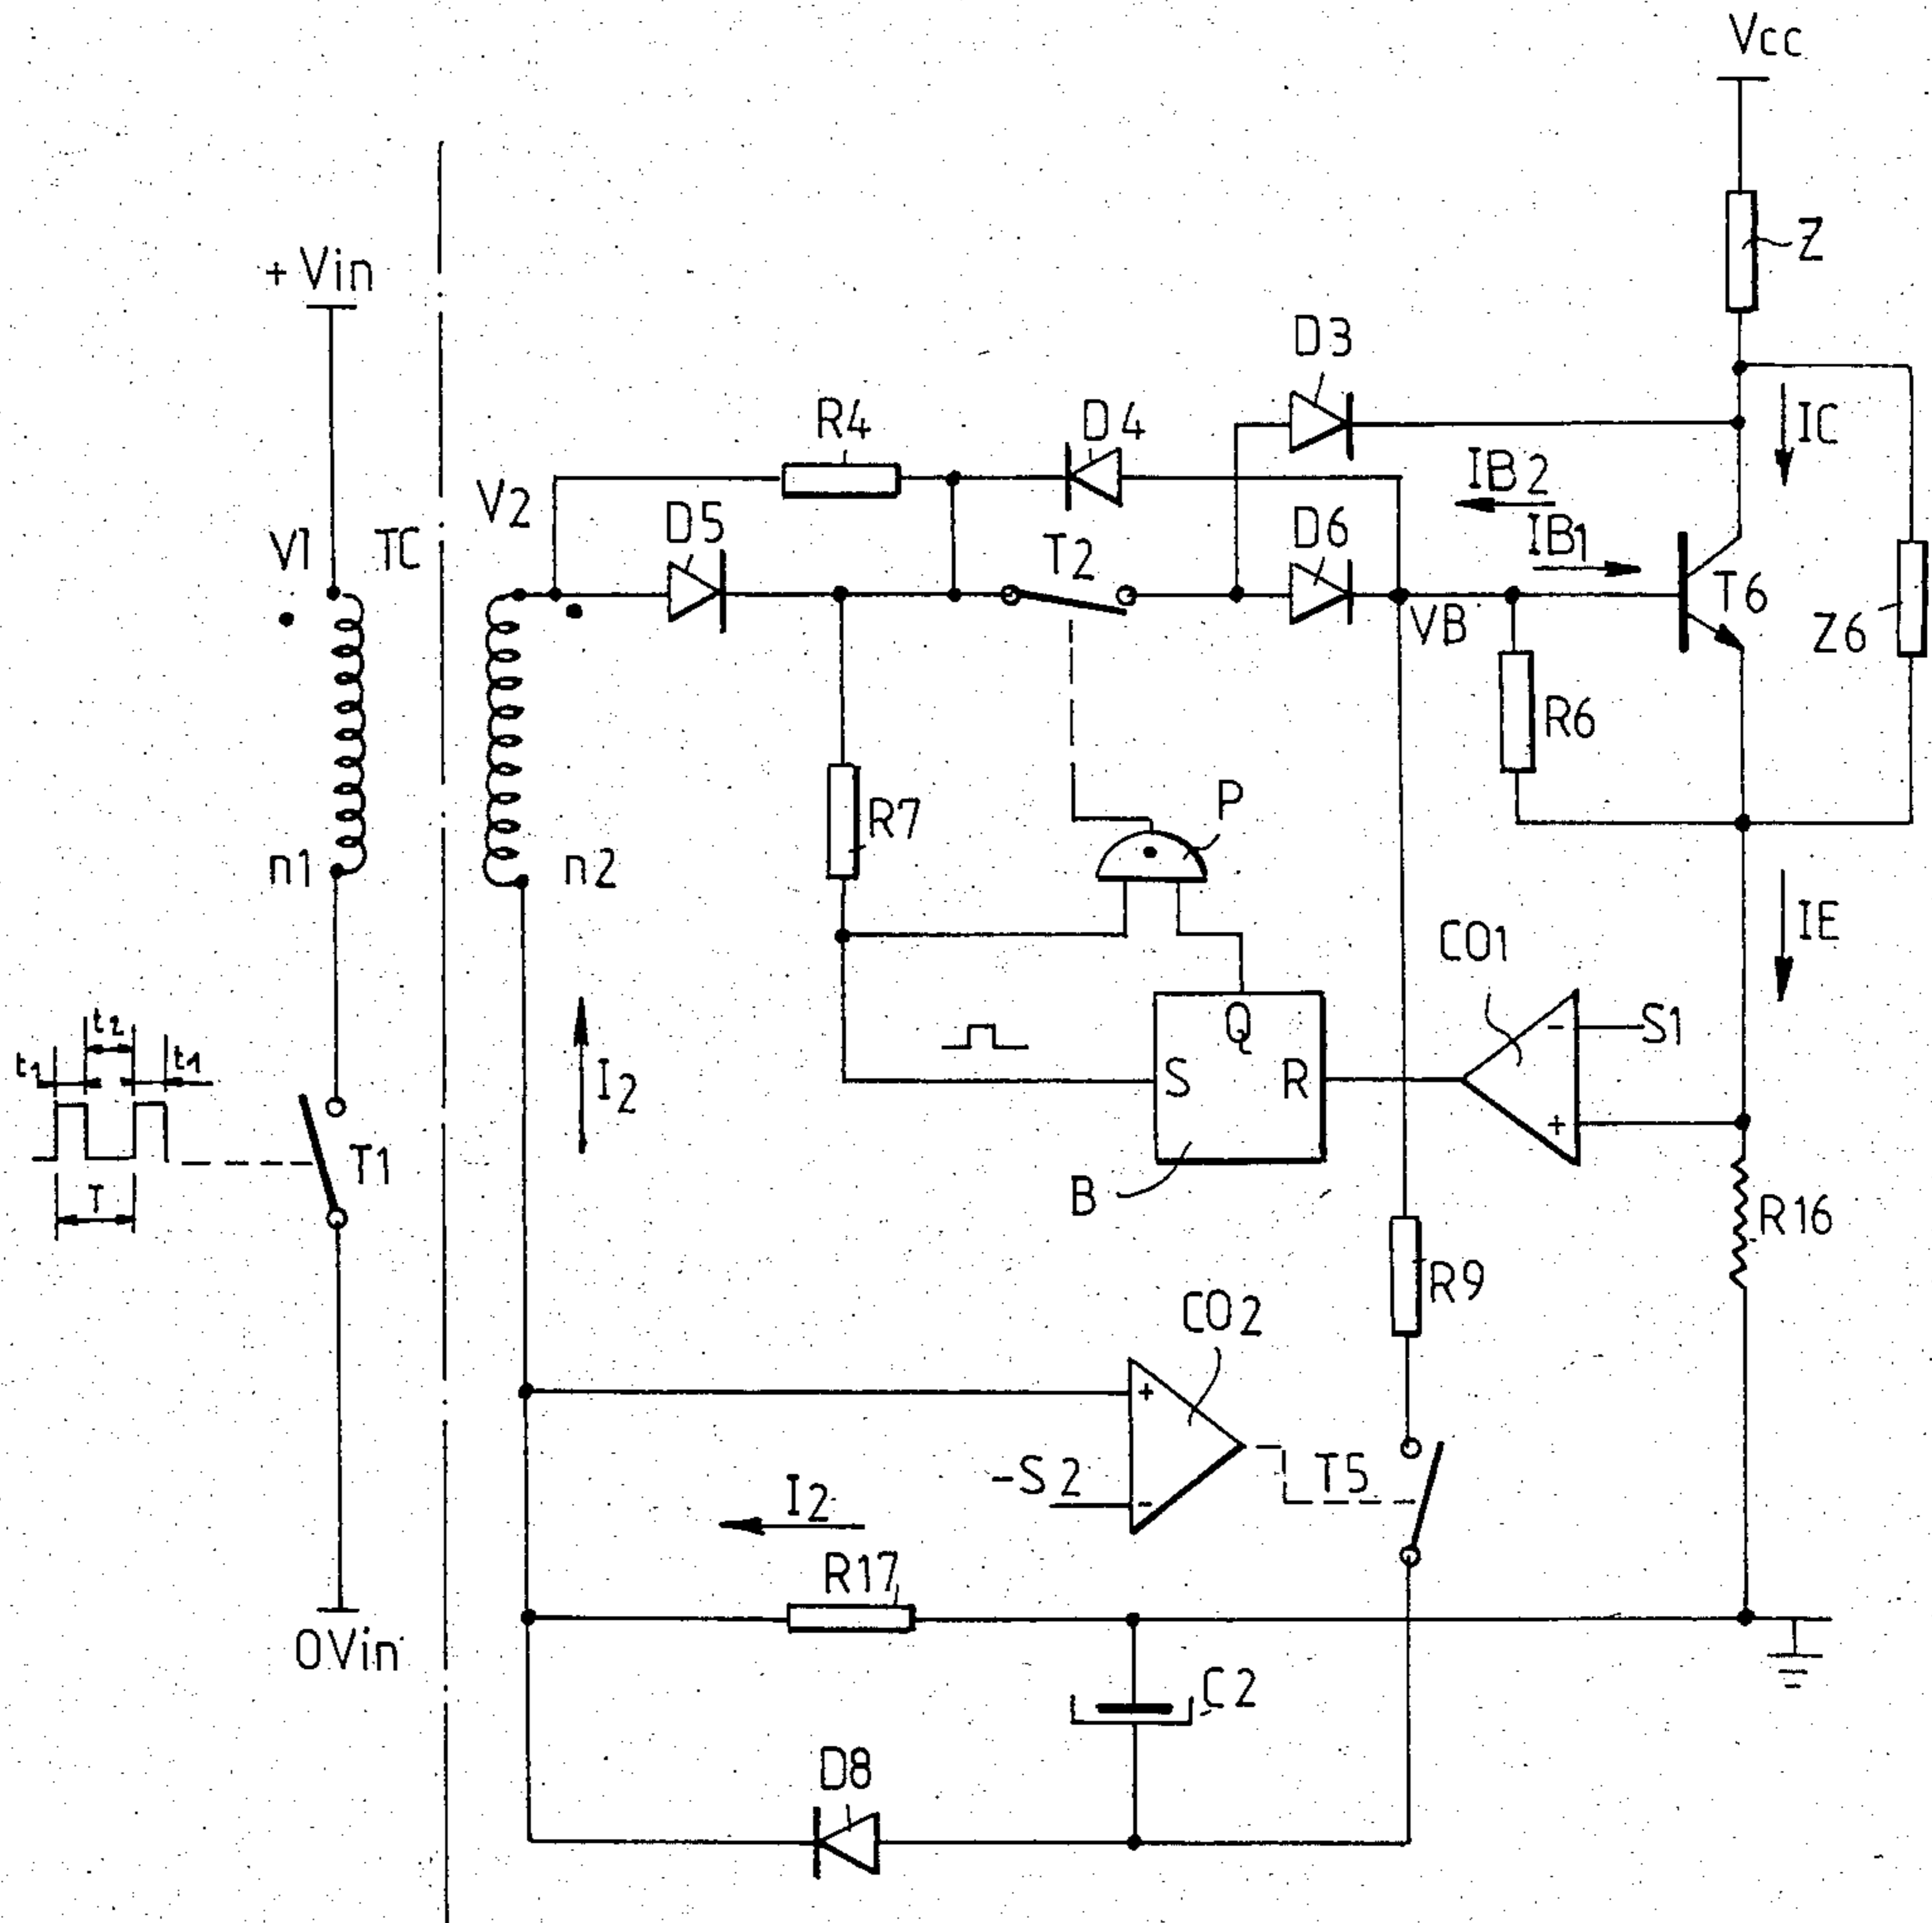 Vcc
Z
+Vin
D3
R4
D4
IC
V2
IB2
V1
TC
D5
T2
D6
IB1
T6
VB
Z6
R6
R7
P
n1
n2
IE
CO1
t2
t1
t1
I2
Q
S
R
-
S1
+
T1
T
B
R16
R9
CO2
+
-S2
-
T5
I2
R17
0Vin
C2
D8